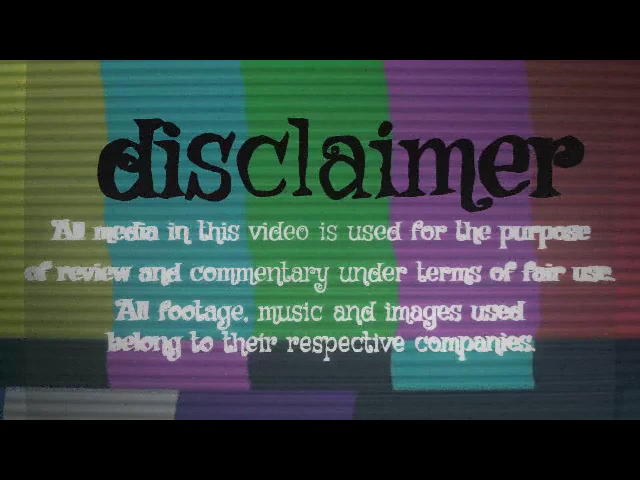 disclaimer
All media in this video is used for the purpose
of review and commentary under terms of fair use.
All footage, music and images used
belong to their respective companies.